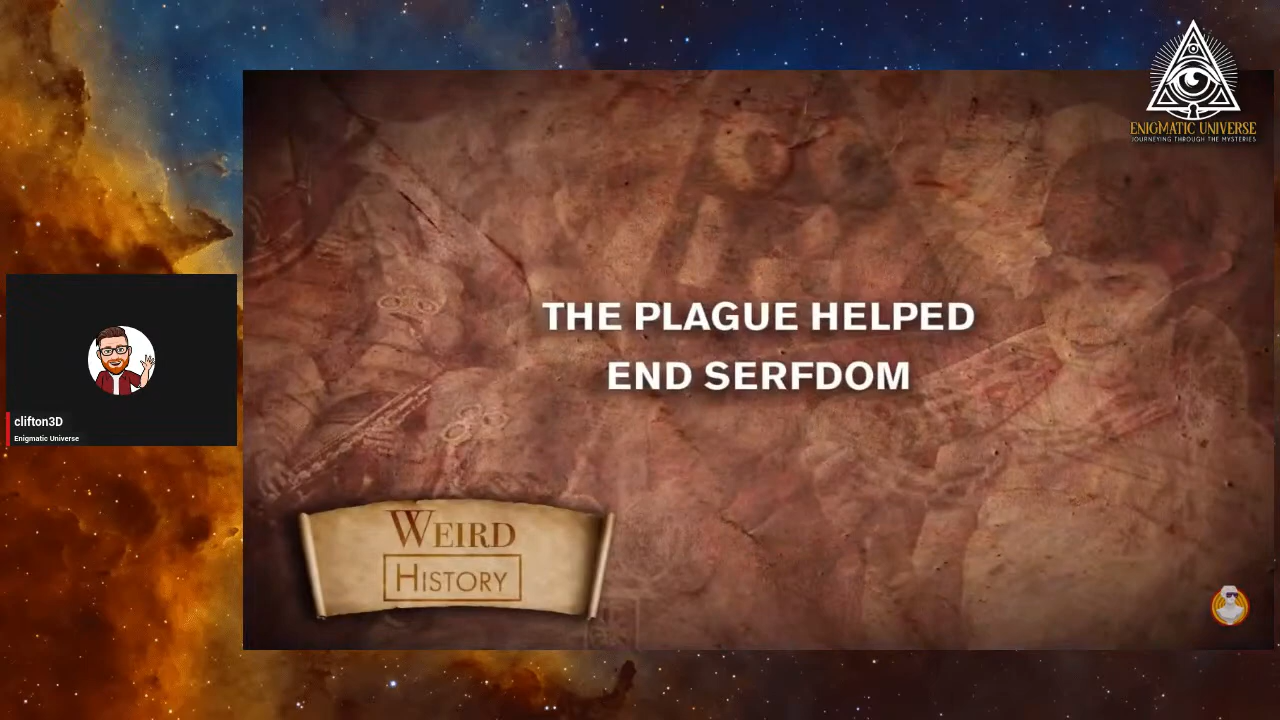 ENIGMATIC UNIVERSE
JOURNEYING THROUGH THE MYSTERIES
THE PLAGUE HELPED
END SERFDOM
clifton3D
Enigmatic Universe
WEIRD
HISTORY